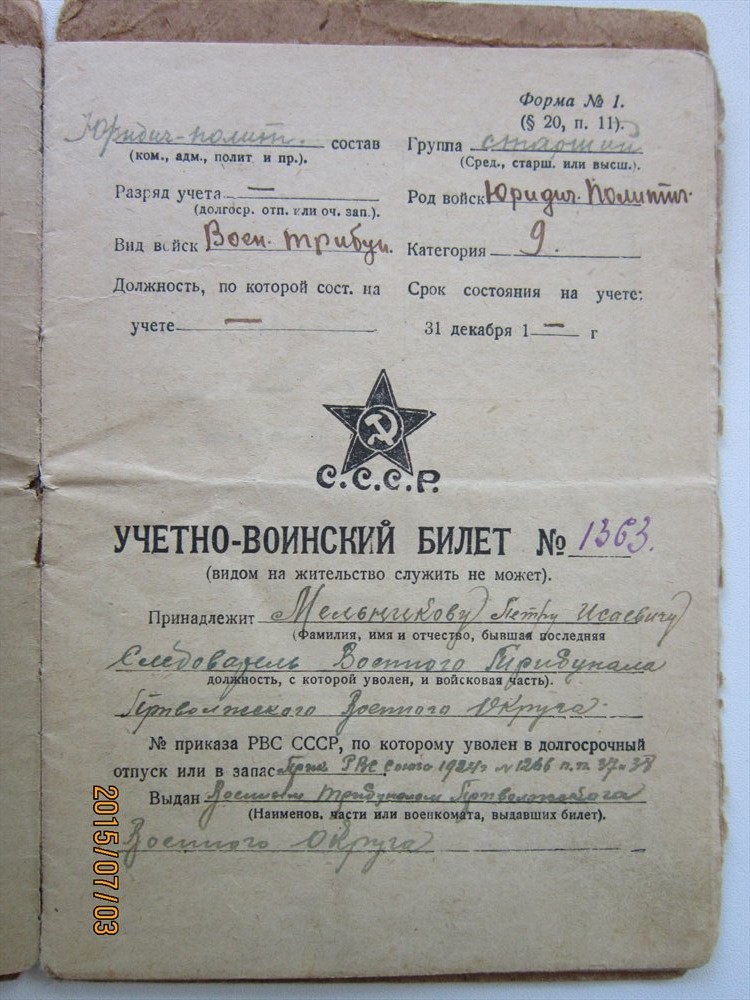 Форма № 1.
(§ 20, п. 11).
Юридич-полит. состав
(ком., адм., полит и пр.).
Группа старший
(Сред., старш. или высш.).
Разряд учета —
(долгоср. отп. или оч. зап.).
Род войск Юридич. Политич.
Вид войск Воен. трибун.
Категория 9.
Должность, по которой сост. на
учете —
Срок состояния на учете:
31 декабря 1 — г
С.С.С.Р.
УЧЕТНО-ВОИНСКИЙ БИЛЕТ № 1363.
(видом на жительство служить не может).
Принадлежит Мельникову Петру Исаевичу
(Фамилия, имя и отчество, бывшая последняя
Следователь Военного Трибунала
должность, с которой уволен, и войсковая часть).
Приволжского Военного Округа
№ приказа РВС СССР, по которому уволен в долгосрочный
отпуск или в запас Прик РВС Союза 1924г № 1266 п.п. 37 и 38
Выдан Военным трибуналом Приволжского
(Наименов, части или военкомата, выдавших билет).
Военного Округа
2015/07/03